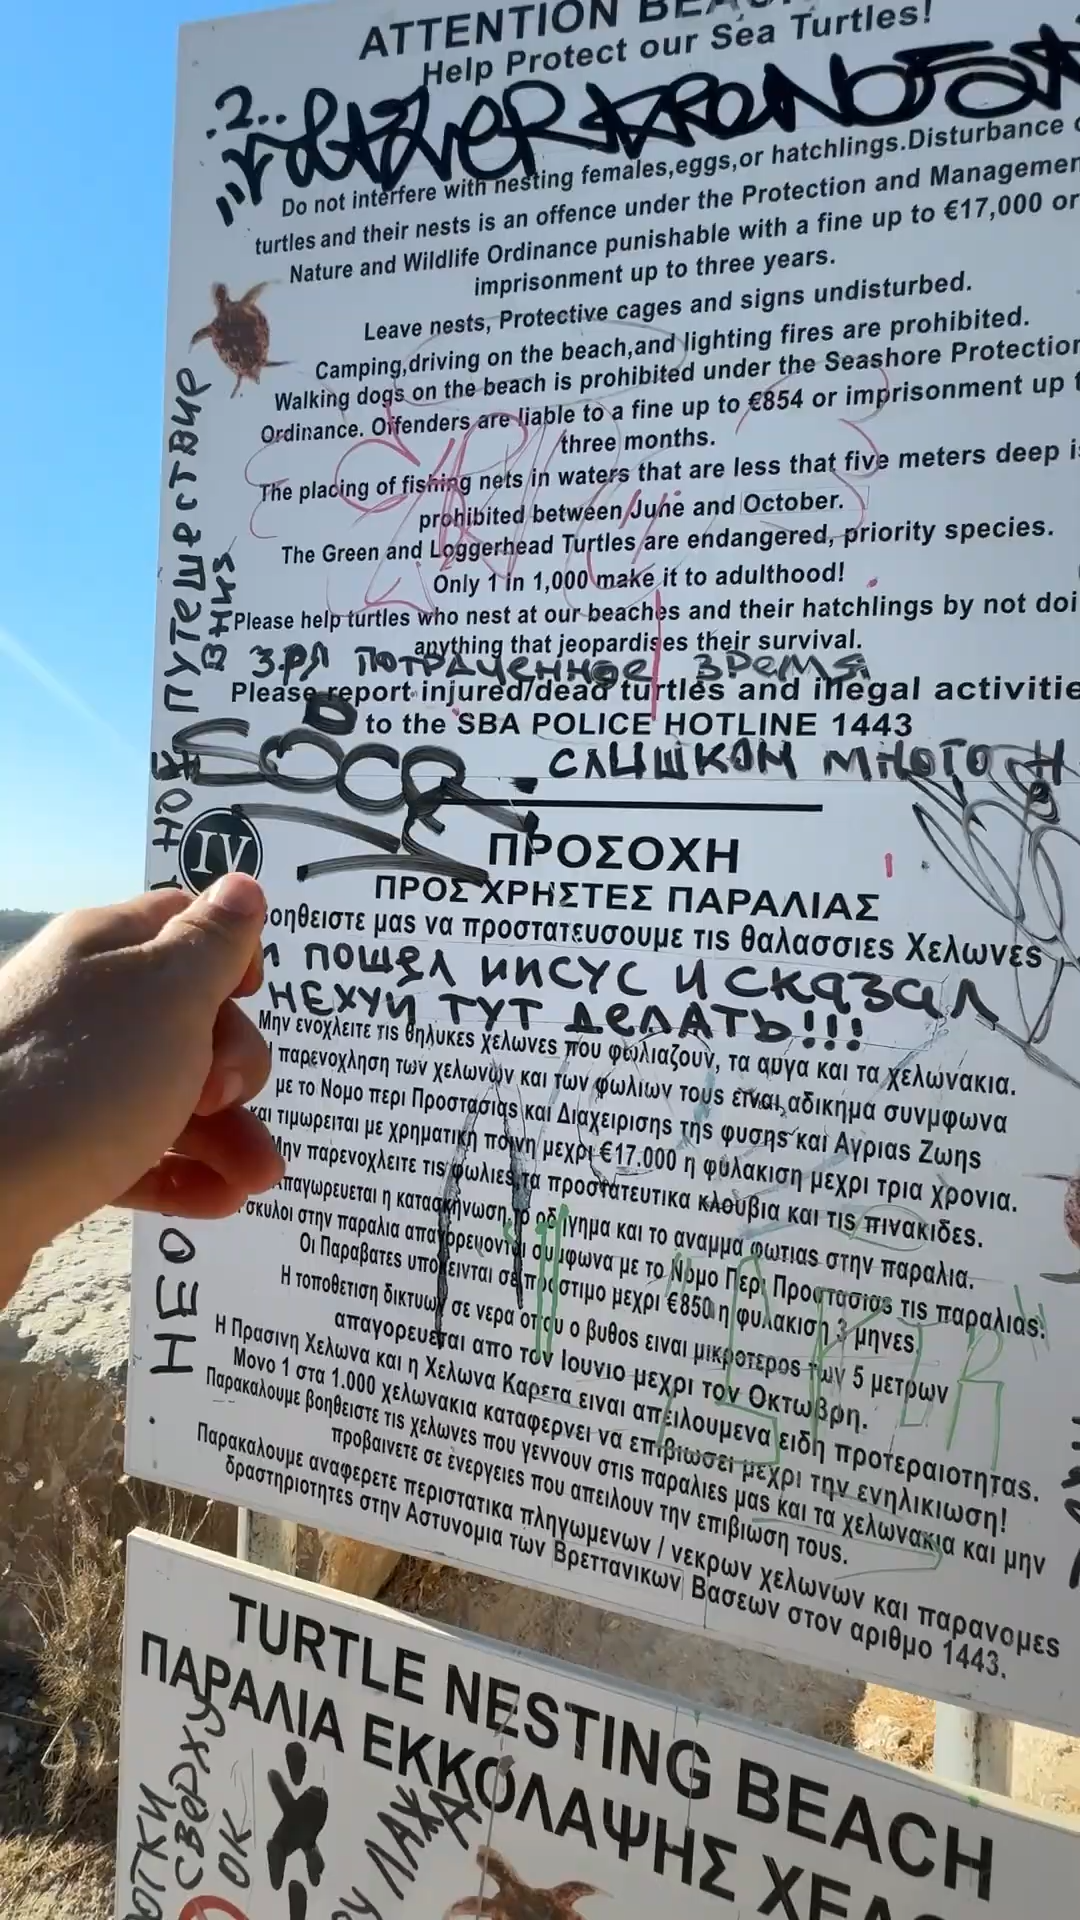 ATTENTION
Help Protect our Sea Turtles!
Do not interfere with nesting females,eggs,or hatchlings.Disturbance
turtles and their nests is an offence under the Protection and
Nature and Wildlife Ordinance punishable with a fine up to €17,000 or
imprisonment up to three years.
Leave nests, Protective cages and signs undisturbed.
Camping,driving on the beach,and lighting fires are prohibited.
Walking dogs on the beach is prohibited under the Seashore Protection
Ordinance. Offenders are liable to a fine up to €854 or imprisonment up
three months.
The placing of fishing nets in waters that are less that five meters deep
prohibited between June and October.
The Green and Loggerhead Turtles are endangered, priority species.
Only 1 in 1,000 make it to adulthood!
Please help turtles who nest at our beaches and their hatchlings by not
anything that jeopardises their survival.
ЗРЯ ПОТРАЧЕННОЕ ВРЕМЯ
Please report injured/dead turtles and illegal
to the SBA POLICE HOTLINE 1443
СЛИШКОМ МНОГО
ПУТЕШЕСТВИЕ
ВНИЗ
IV
ΠΡΟΣΟΧΗ
ΠΡΟΣ ΧΡΗΣΤΕΣ ΠΑΡΑΛΙΑΣ
μας να προστατευσουμε τις θαλασσιες Χελωνες
И ПОШЕЛ ИИСУС И СКАЗАЛ
НЕХУЙ ТУТ ДЕЛАТЬ!!!
Μην ενοχλειτε τις θηλυκες χελωνες που φωλιαζουν, τα αυγα και τα χελωνακια.
παρενοχληση των χελωνων και των φωλιων τους ειναι αδικημα συνμφωνα
με το Νομο περι Προστασιας και Διαχειρισης της φυσης και Αγριας Ζωης
και τιμωρειται με χρηματικη ποινη μεχρι €17.000 η φυλακιση μεχρι τρια χρονια.
Μην παρενοχλειτε τις φωλιες,τα προστατευτικα κλουβια και τις πινακιδες.
Απαγωρευεται η κατασκηνωση,το οδηγημα και το αναμμα φωτιας στην παραλια.
σκυλοι στην παραλια απαγορευονται συμφωνα με το Νομο Περι Προστασιας τις παραλιας.
Οι Παραβατες υποκεινται σε προστιμο μεχρι €850 η φυλακιση 3 μηνες.
Η τοποθετιση δικτυων σε νερα οπου ο βυθος ειναι μικροτερος των 5 μετρων
απαγορευεται απο τον Ιουνιο μεχρι τον Οκτωβρη.
Η Πρασινη Χελωνα και η Χελωνα Καρετα ειναι απειλουμενα ειδη προτεραιοτητας.
Μονο 1 στα 1.000 χελωνακια καταφερνει να επιβιωσει μεχρι την ενηλικιωση!
Παρακαλουμε βοηθειστε τις χελωνες που γεννουν στις παραλιες μας και τα χελωνακια και μην
προβαινετε σε ενεργειες που απειλουν την επιβιωση τους.
Παρακαλουμε αναφερετε περιστατικα πληγωμενων / νεκρων χελωνων και παρανομες
δραστηριοτητες στην Αστυνομια των Βρεττανικων Βασεων στον αριθμο 1443.
TURTLE NESTING BEACH
ΠΑΡΑΛΙΑ ΕΚΚΟΛΑΨΗΣ
СВЕРХУ
ОК
ЛАЖА